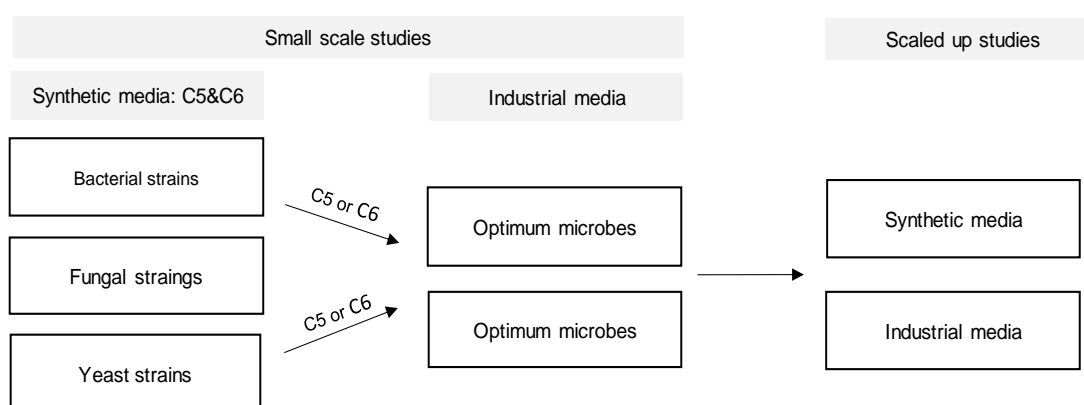 Small scale studies
Scaled up studies
Synthetic media: C5&C6
Industrial media
Bacterial strains
C5 or C6
Optimum microbes
Synthetic media
Fungal straings
C5 or C6
Optimum microbes
Industrial media
Yeast strains